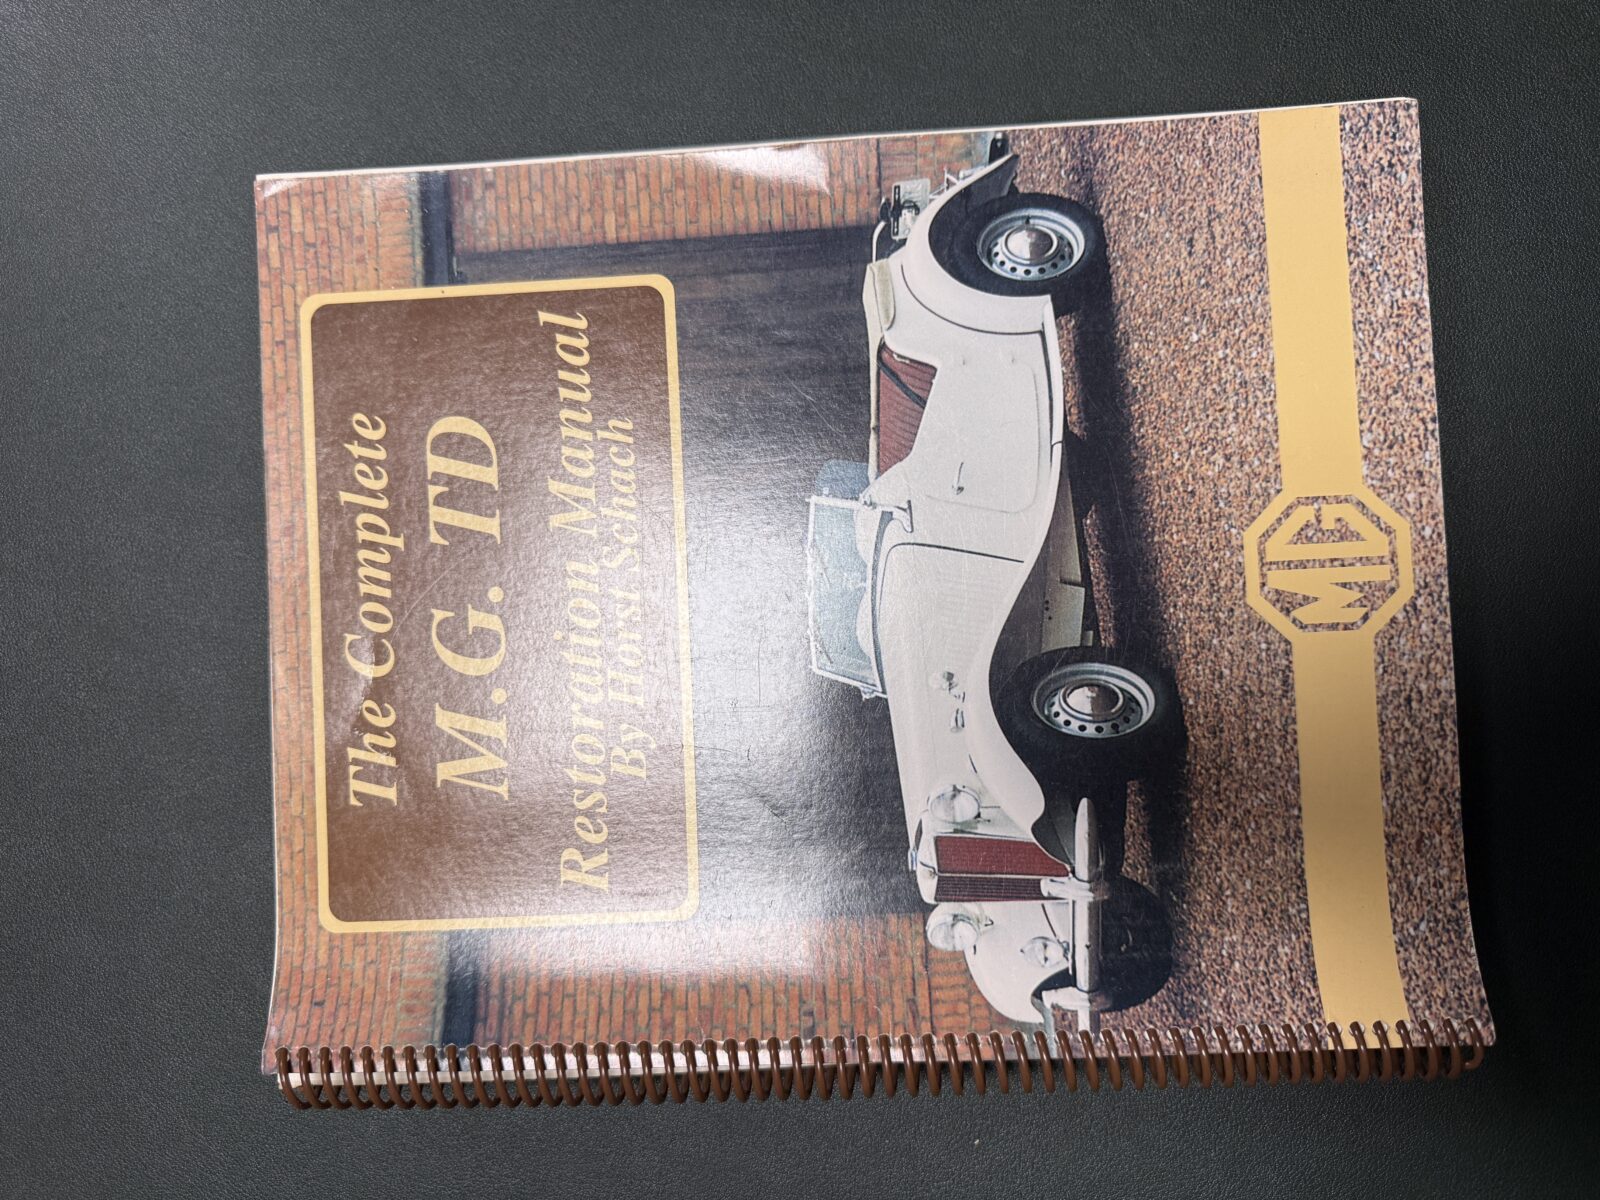 The Complete
M.G. TD
Restoration Manual
By Horst Schach
MG